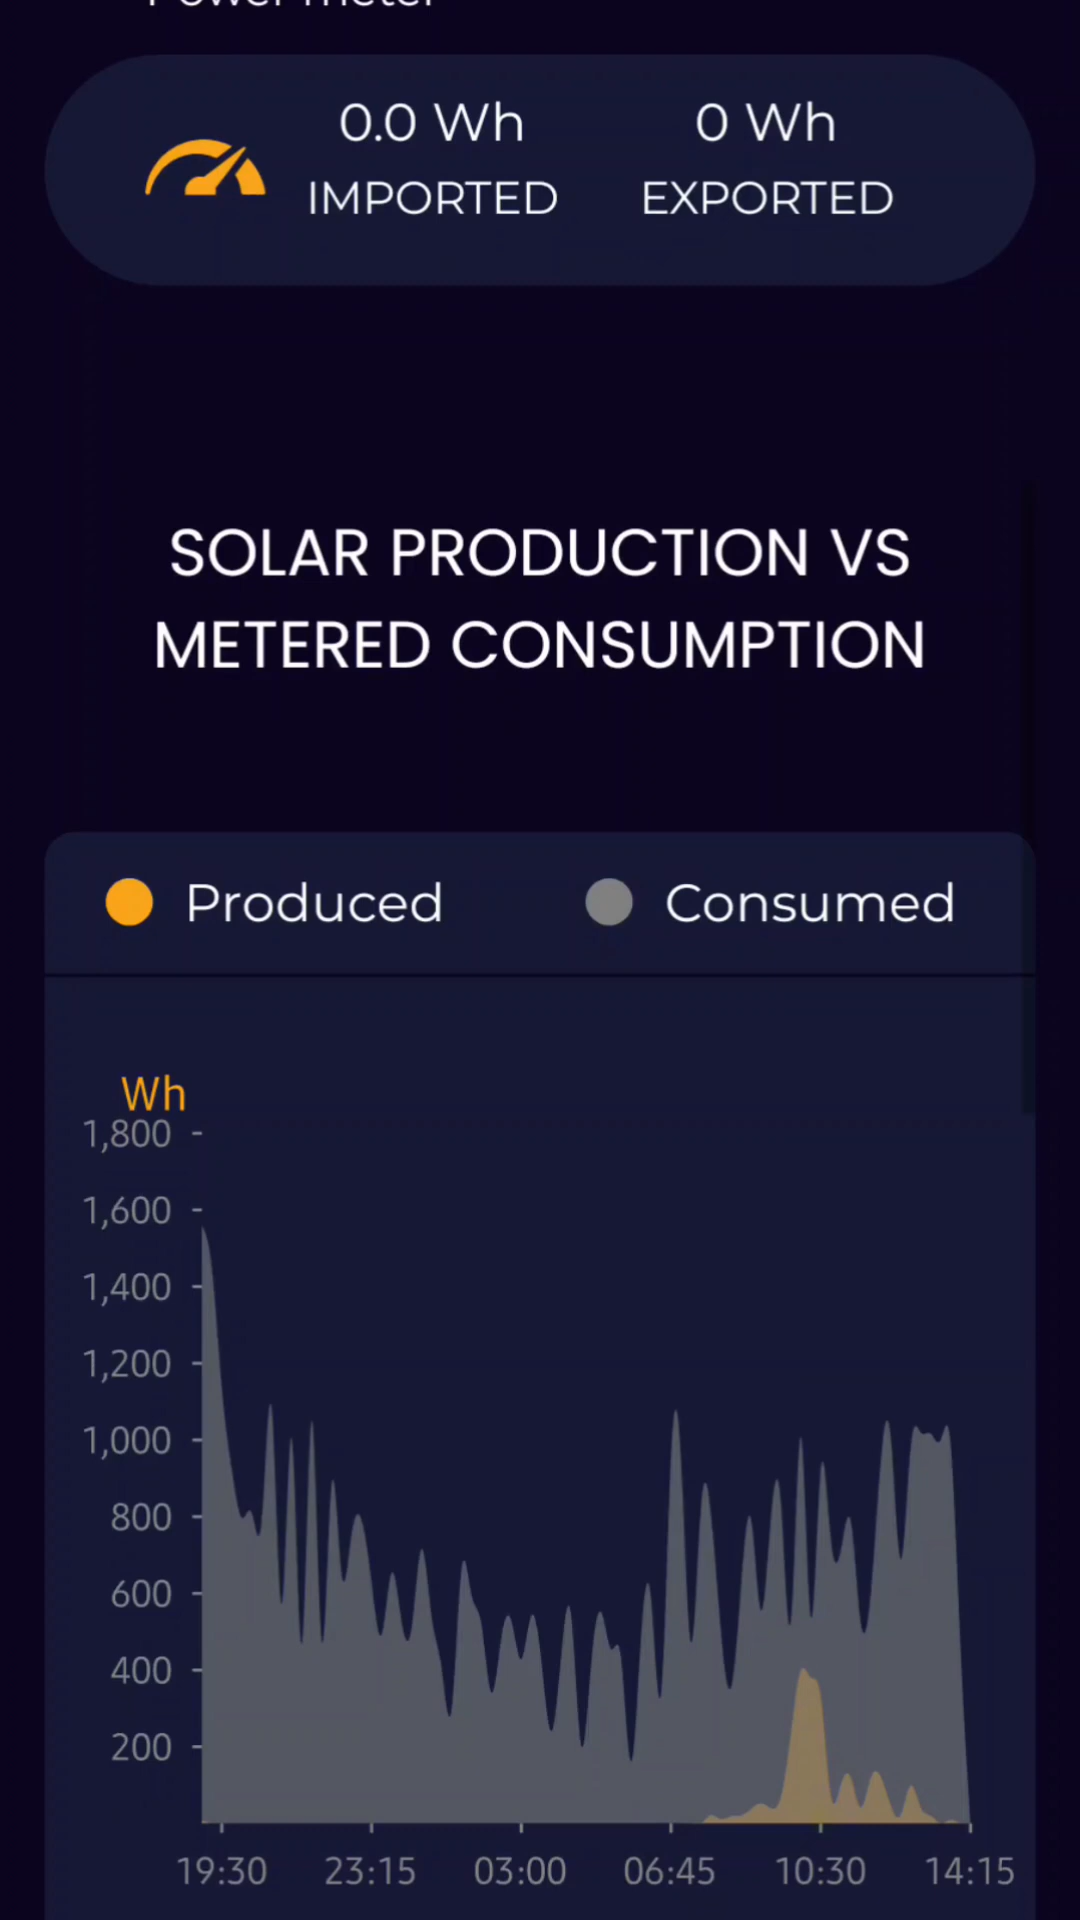 Power meter
0.0 Wh 0 Wh
IMPORTED EXPORTED
SOLAR PRODUCTION VS
METERED CONSUMPTION
Produced Consumed
Wh
1,800
1,600
1,400
1,200
1,000
800
600
400
200
19:30 23:15 03:00 06:45 10:30 14:15